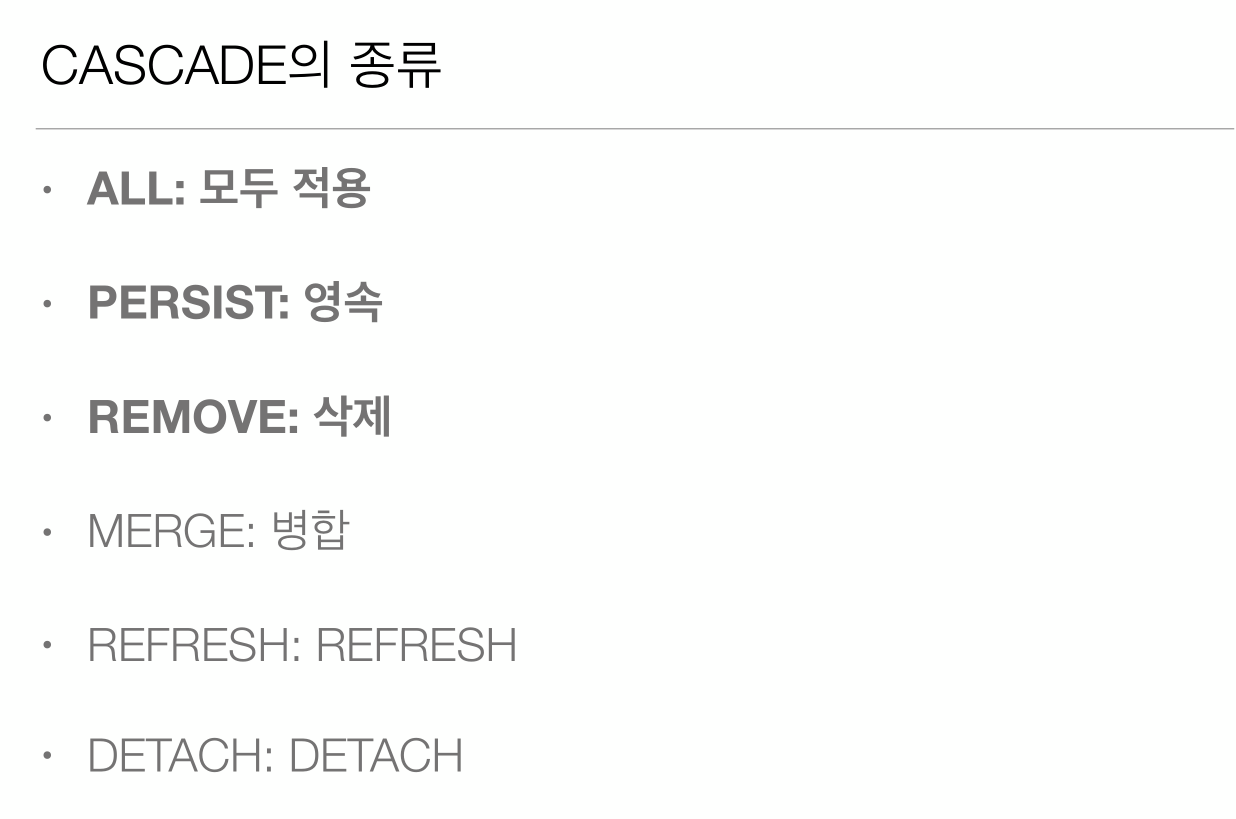 CASCADE의 종류
• ALL: 모두 적용
• PERSIST: 영속
• REMOVE: 삭제
• MERGE: 병합
• REFRESH: REFRESH
• DETACH: DETACH